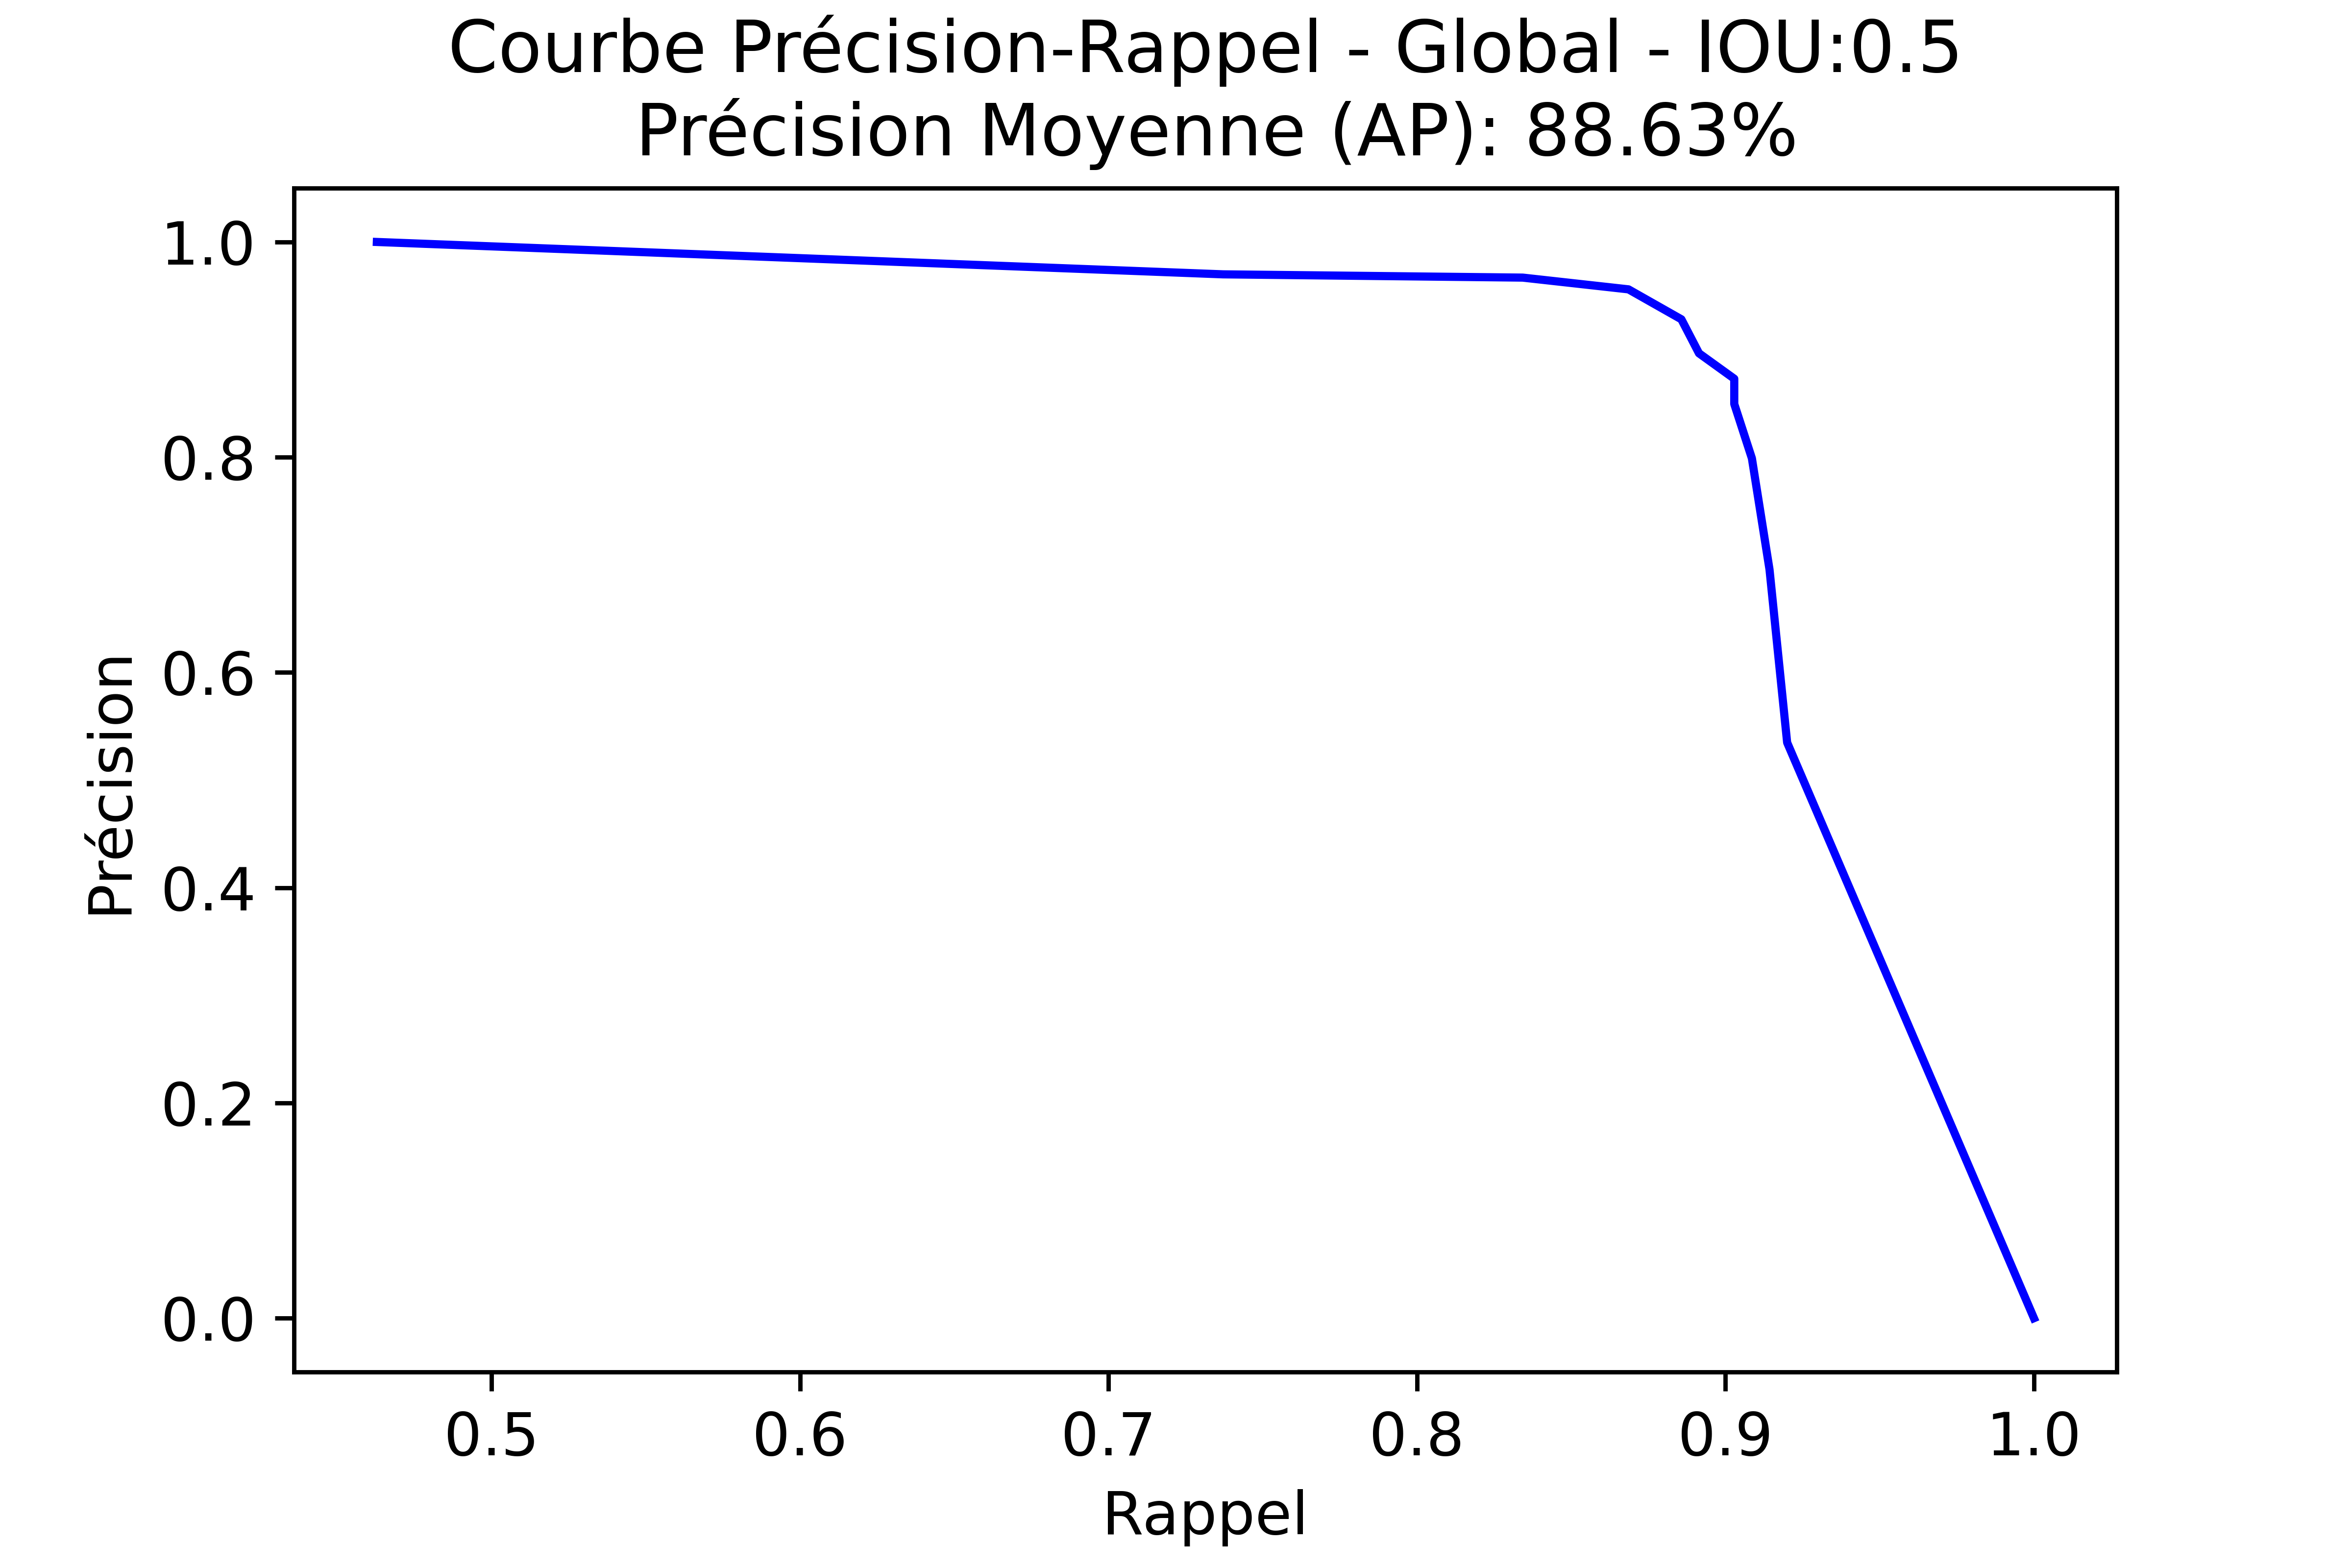 Courbe Précision-Rappel - Global - IOU:0.5
Précision Moyenne (AP): 88.63%
1.0
0.8
0.6
0.4
0.2
0.0
Précision
0.5 0.6 0.7 0.8 0.9 1.0
Rappel